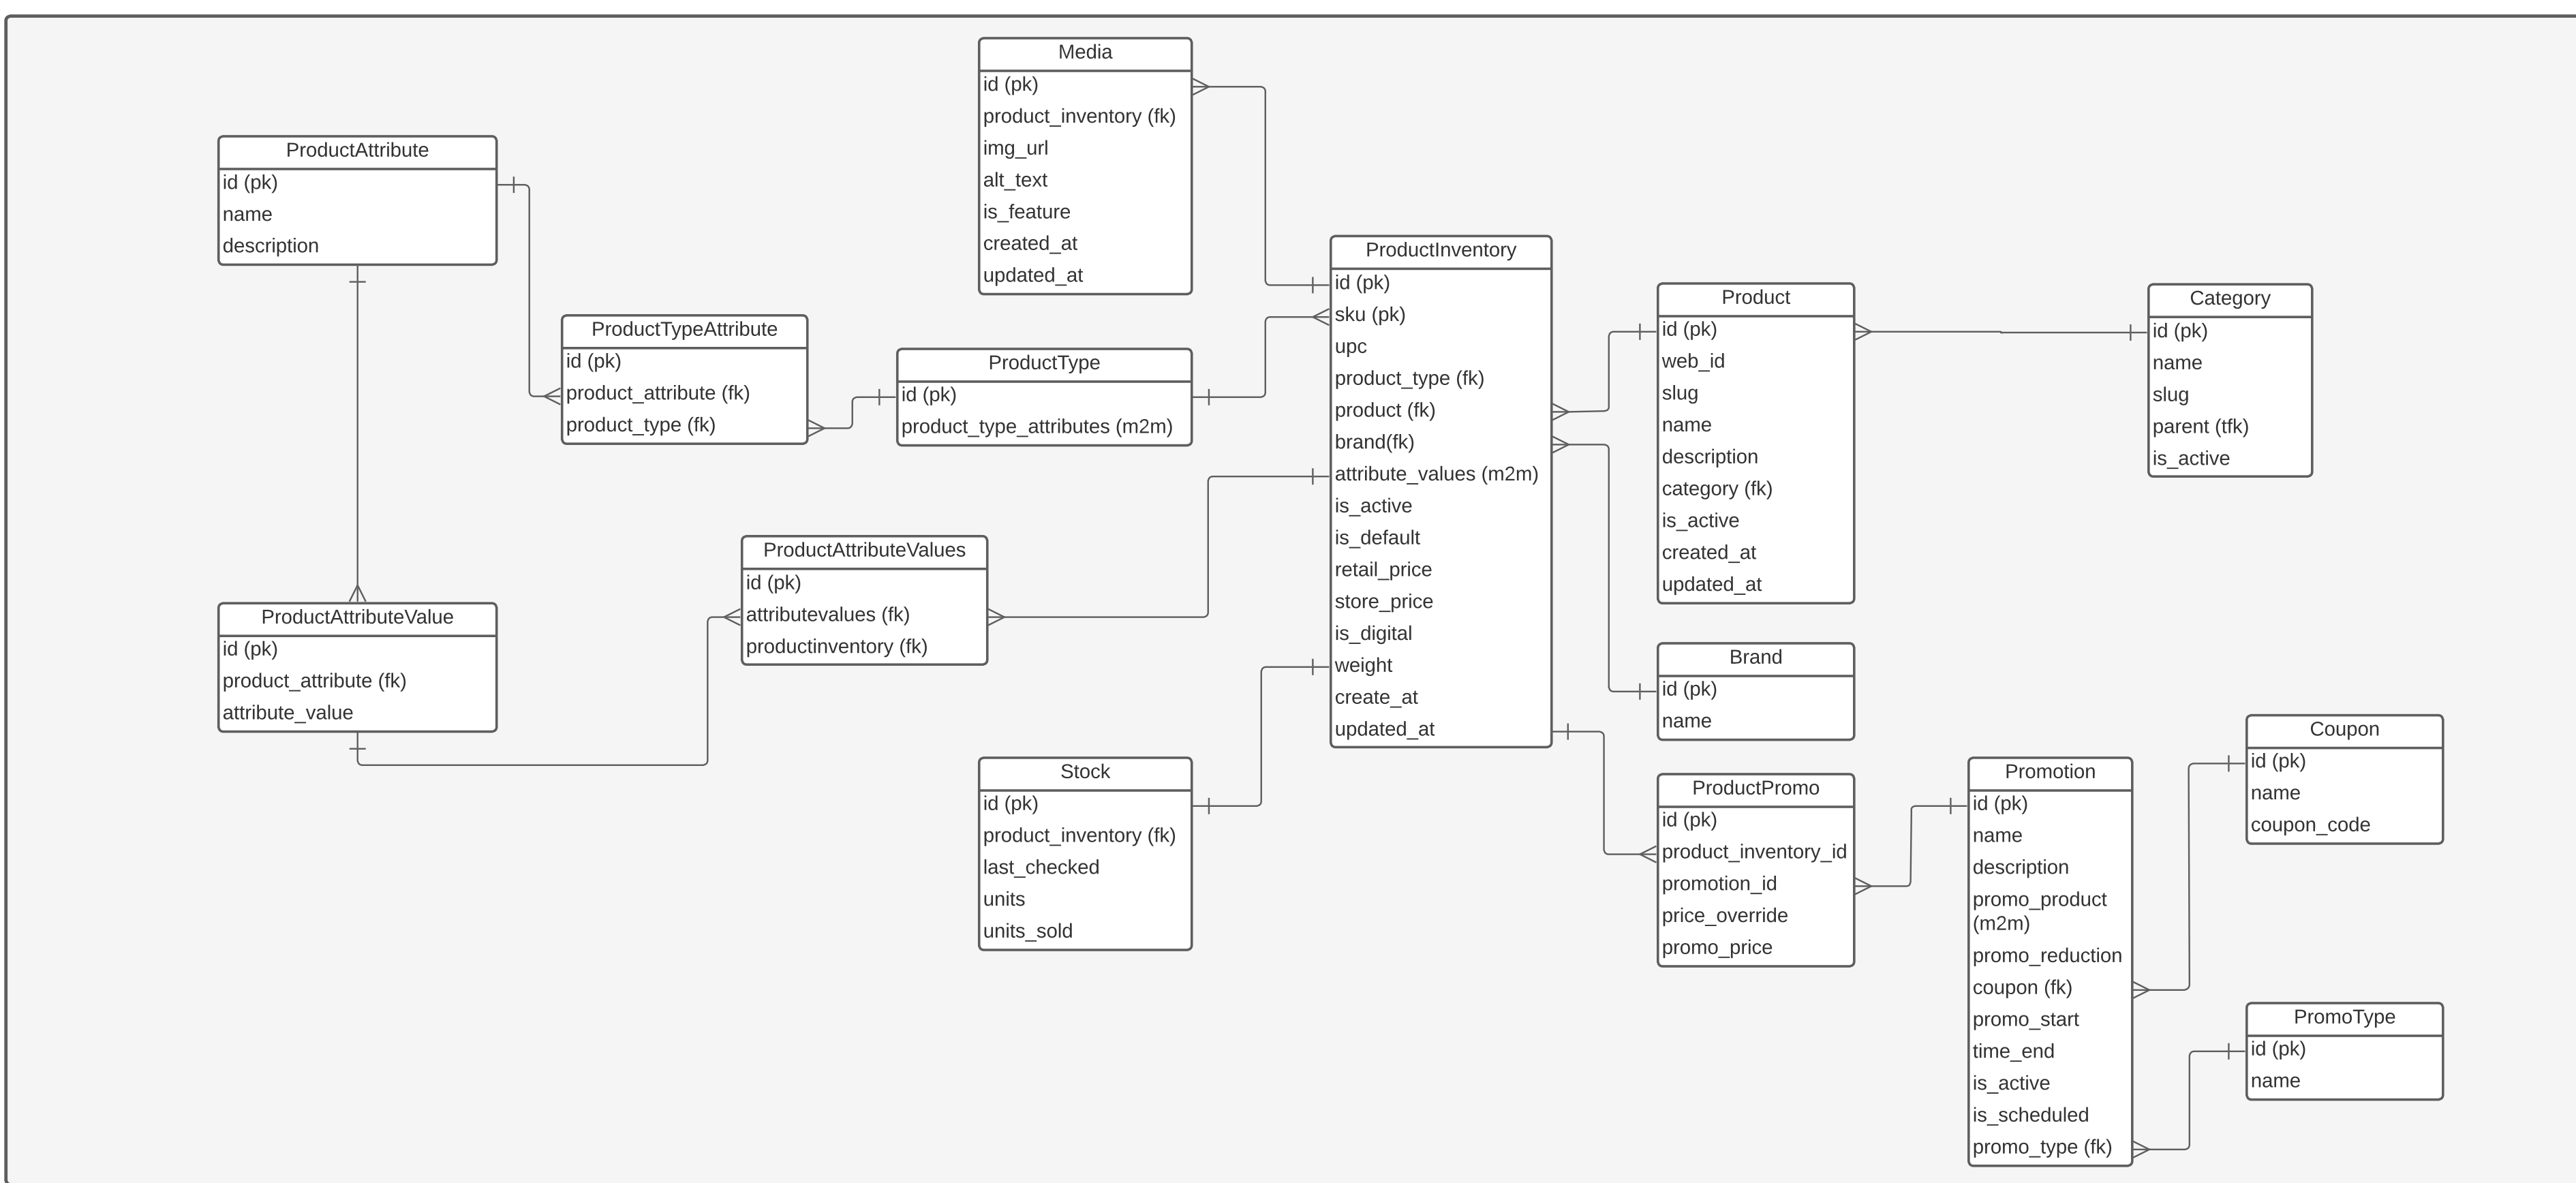 Media
id (pk)
product_inventory (fk)
img_url
alt_text
is_feature
created_at
updated_at
ProductAttribute
id (pk)
name
description
ProductTypeAttribute
id (pk)
product_attribute (fk)
product_type (fk)
ProductType
id (pk)
product_type_attributes (m2m)
ProductInventory
id (pk)
sku (pk)
upc
product_type (fk)
product (fk)
brand(fk)
attribute_values (m2m)
is_active
is_default
retail_price
store_price
is_digital
weight
create_at
updated_at
Product
id (pk)
web_id
slug
name
description
category (fk)
is_active
created_at
updated_at
Category
id (pk)
name
slug
parent (tfk)
is_active
ProductAttributeValues
id (pk)
attributevalues (fk)
productinventory (fk)
ProductAttributeValue
id (pk)
product_attribute (fk)
attribute_value
Brand
id (pk)
name
Stock
id (pk)
product_inventory (fk)
last_checked
units
units_sold
ProductPromo
id (pk)
product_inventory_id
promotion_id
price_override
promo_price
Promotion
id (pk)
name
description
promo_product
(m2m)
promo_reduction
coupon (fk)
promo_start
time_end
is_active
is_scheduled
promo_type (fk)
Coupon
id (pk)
name
coupon_code
PromoType
id (pk)
name